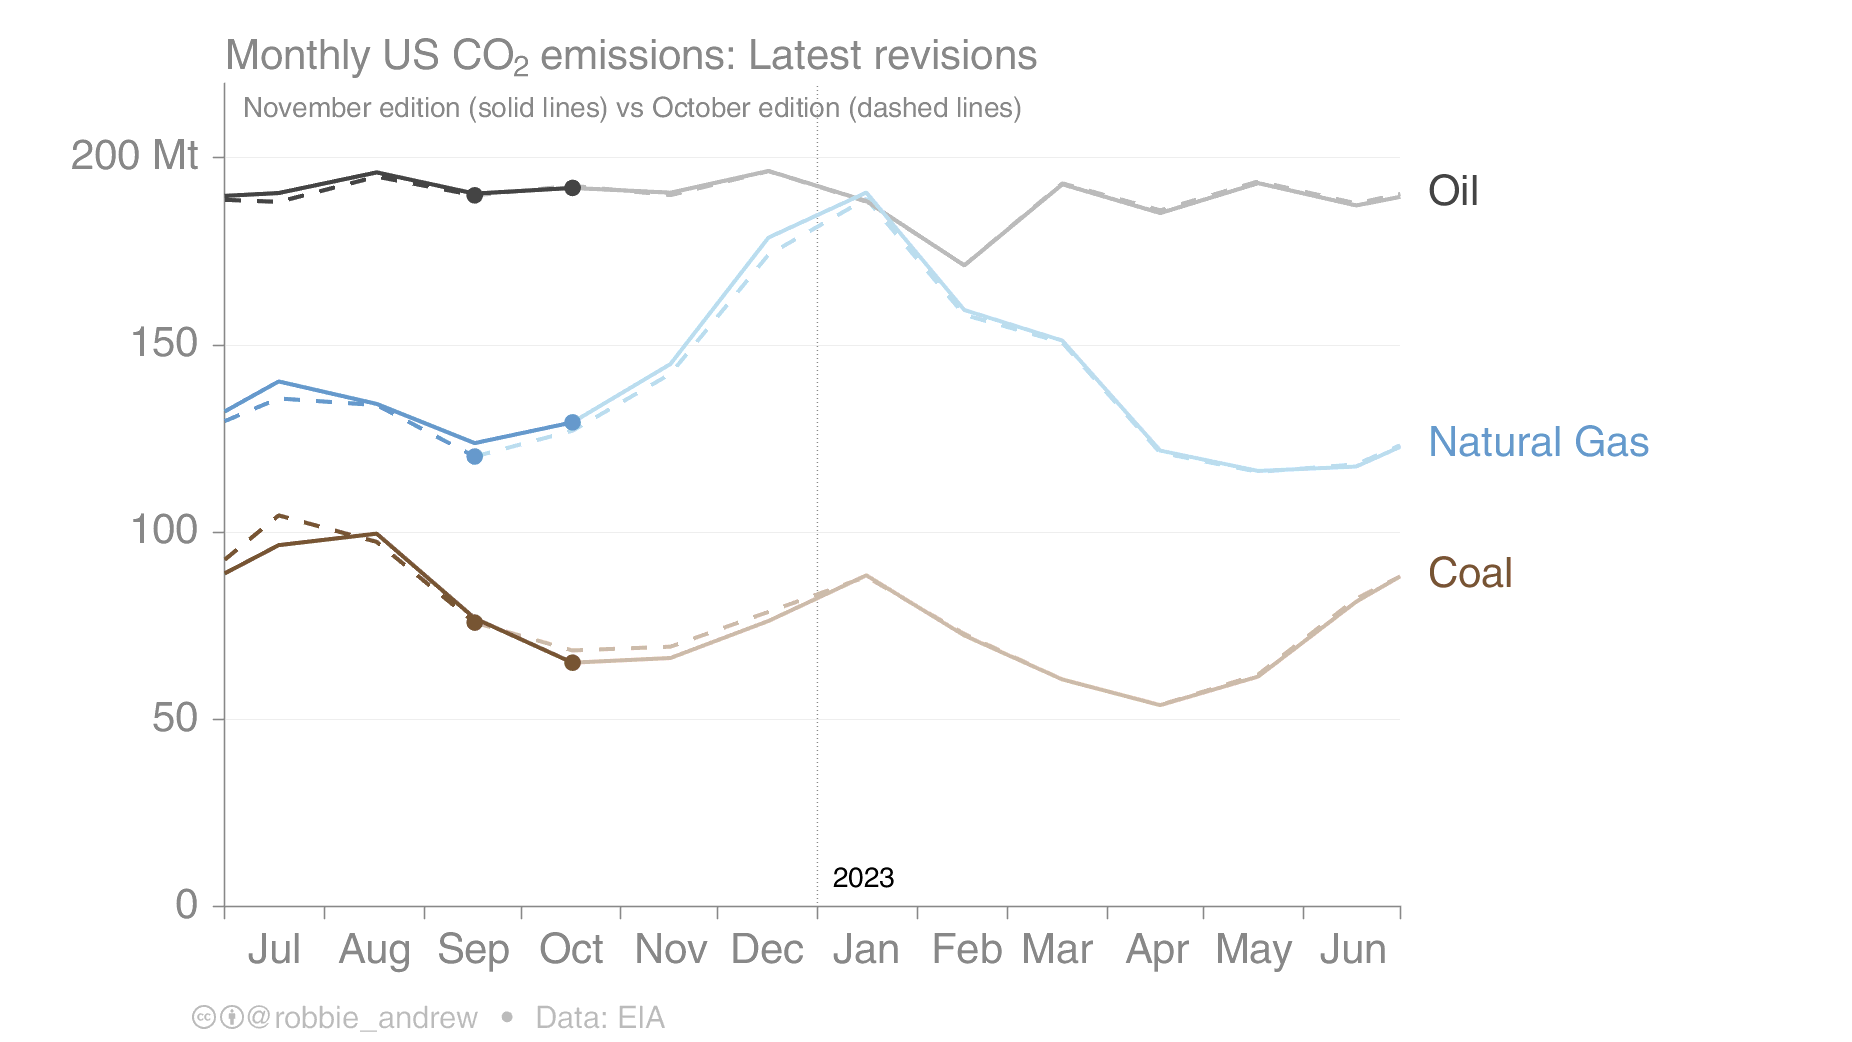 Monthly US CO₂ emissions: Latest revisions
November edition (solid lines) vs October edition (dashed lines)
200 Mt
150
100
50
0
Oil
Natural Gas
Coal
2023
Jul Aug Sep Oct Nov Dec Jan Feb Mar Apr May Jun
@robbie_andrew • Data: EIA